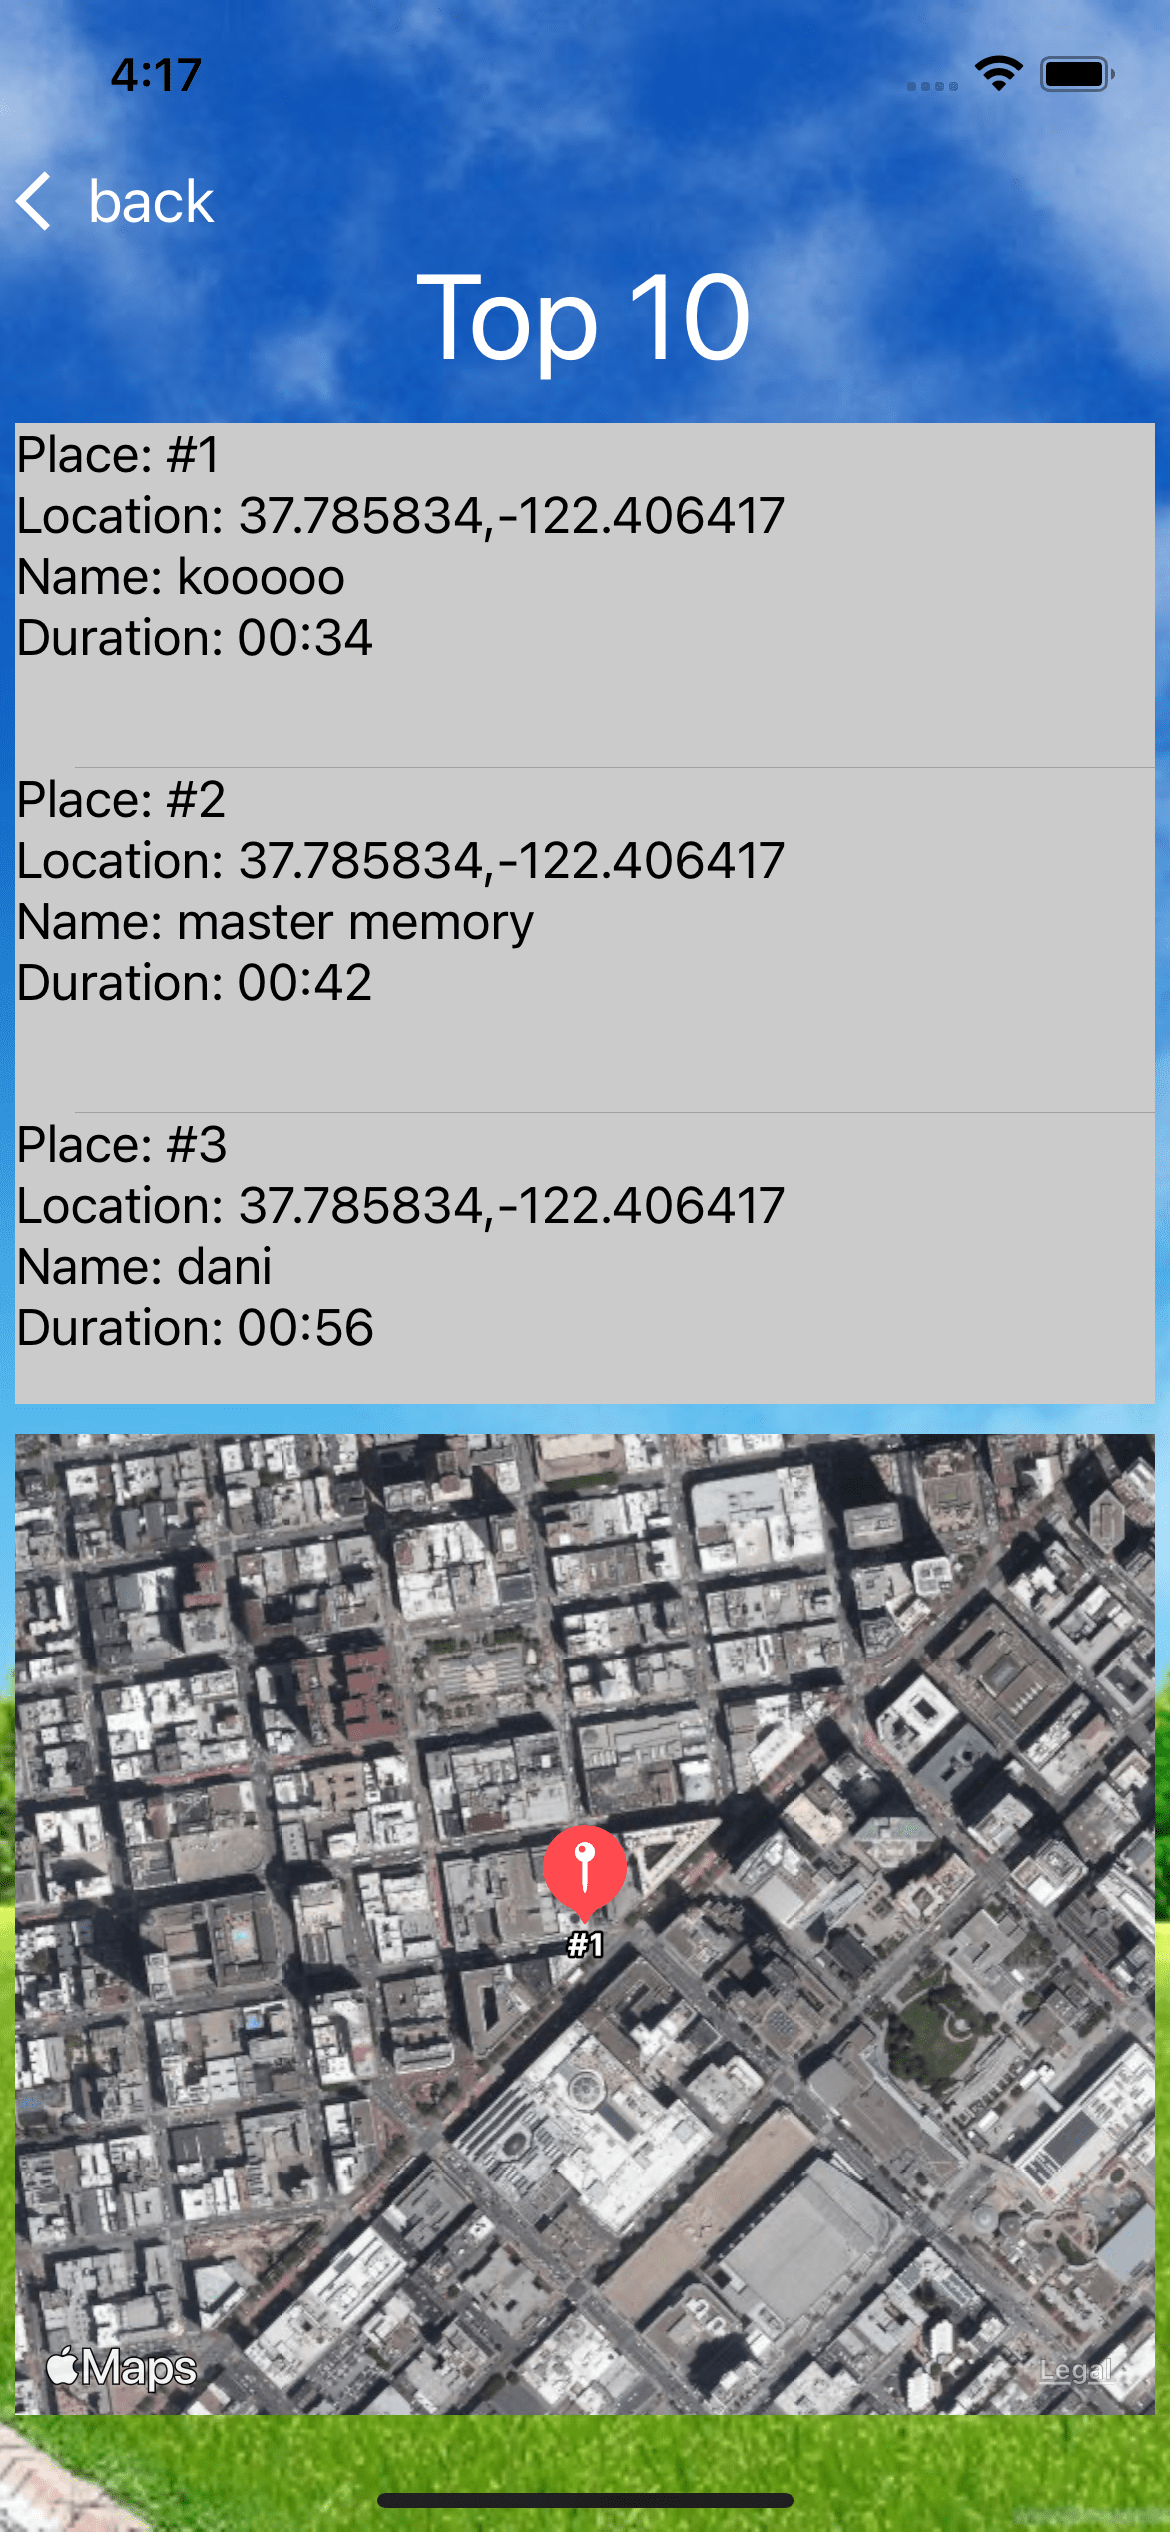 4:17
back
Top 10
Place: #1
Location: 37.785834,-122.406417
Name: kooooo
Duration: 00:34
Place: #2
Location: 37.785834,-122.406417
Name: master memory
Duration: 00:42
Place: #3
Location: 37.785834,-122.406417
Name: dani
Duration: 00:56
#1
Maps
Legal